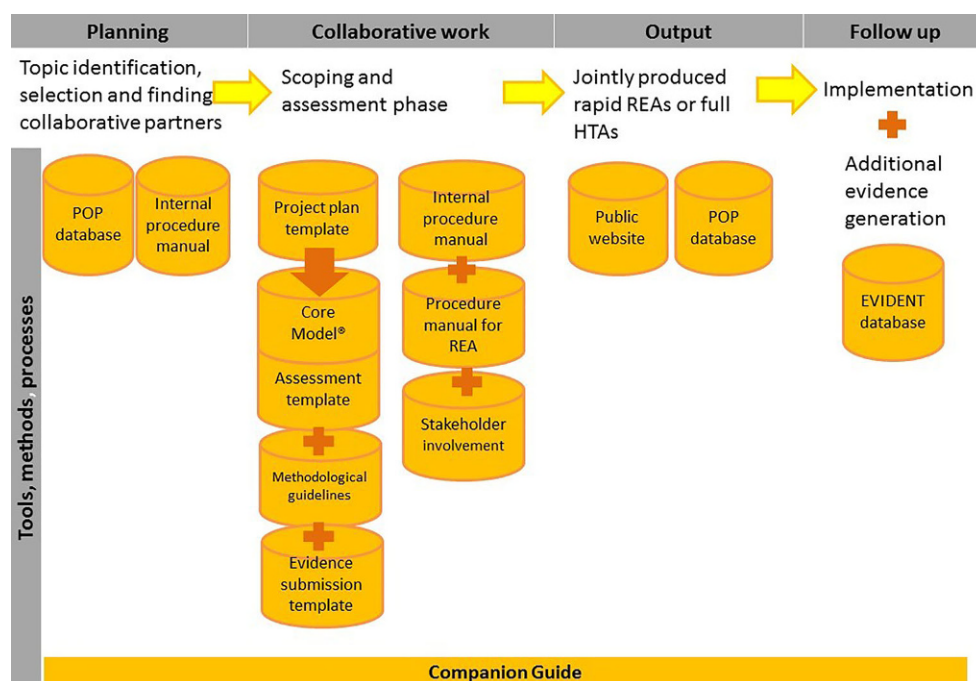 Planning
Collaborative work
Output
Follow up
Topic identification,
selection and finding
collaborative partners
Scoping and
assessment phase
Jointly produced
rapid REAs or full
HTAs
Implementation
Additional
evidence
generation
Tools, methods, processes
POP
database
Internal
procedure
manual
Project plan
template
Core
Model®
Assessment
template
Methodological
guidelines
Evidence
submission
template
Internal
procedure
manual
Procedure
manual for
REA
Stakeholder
involvement
Public
website
POP
database
EVIDENT
database
Companion Guide